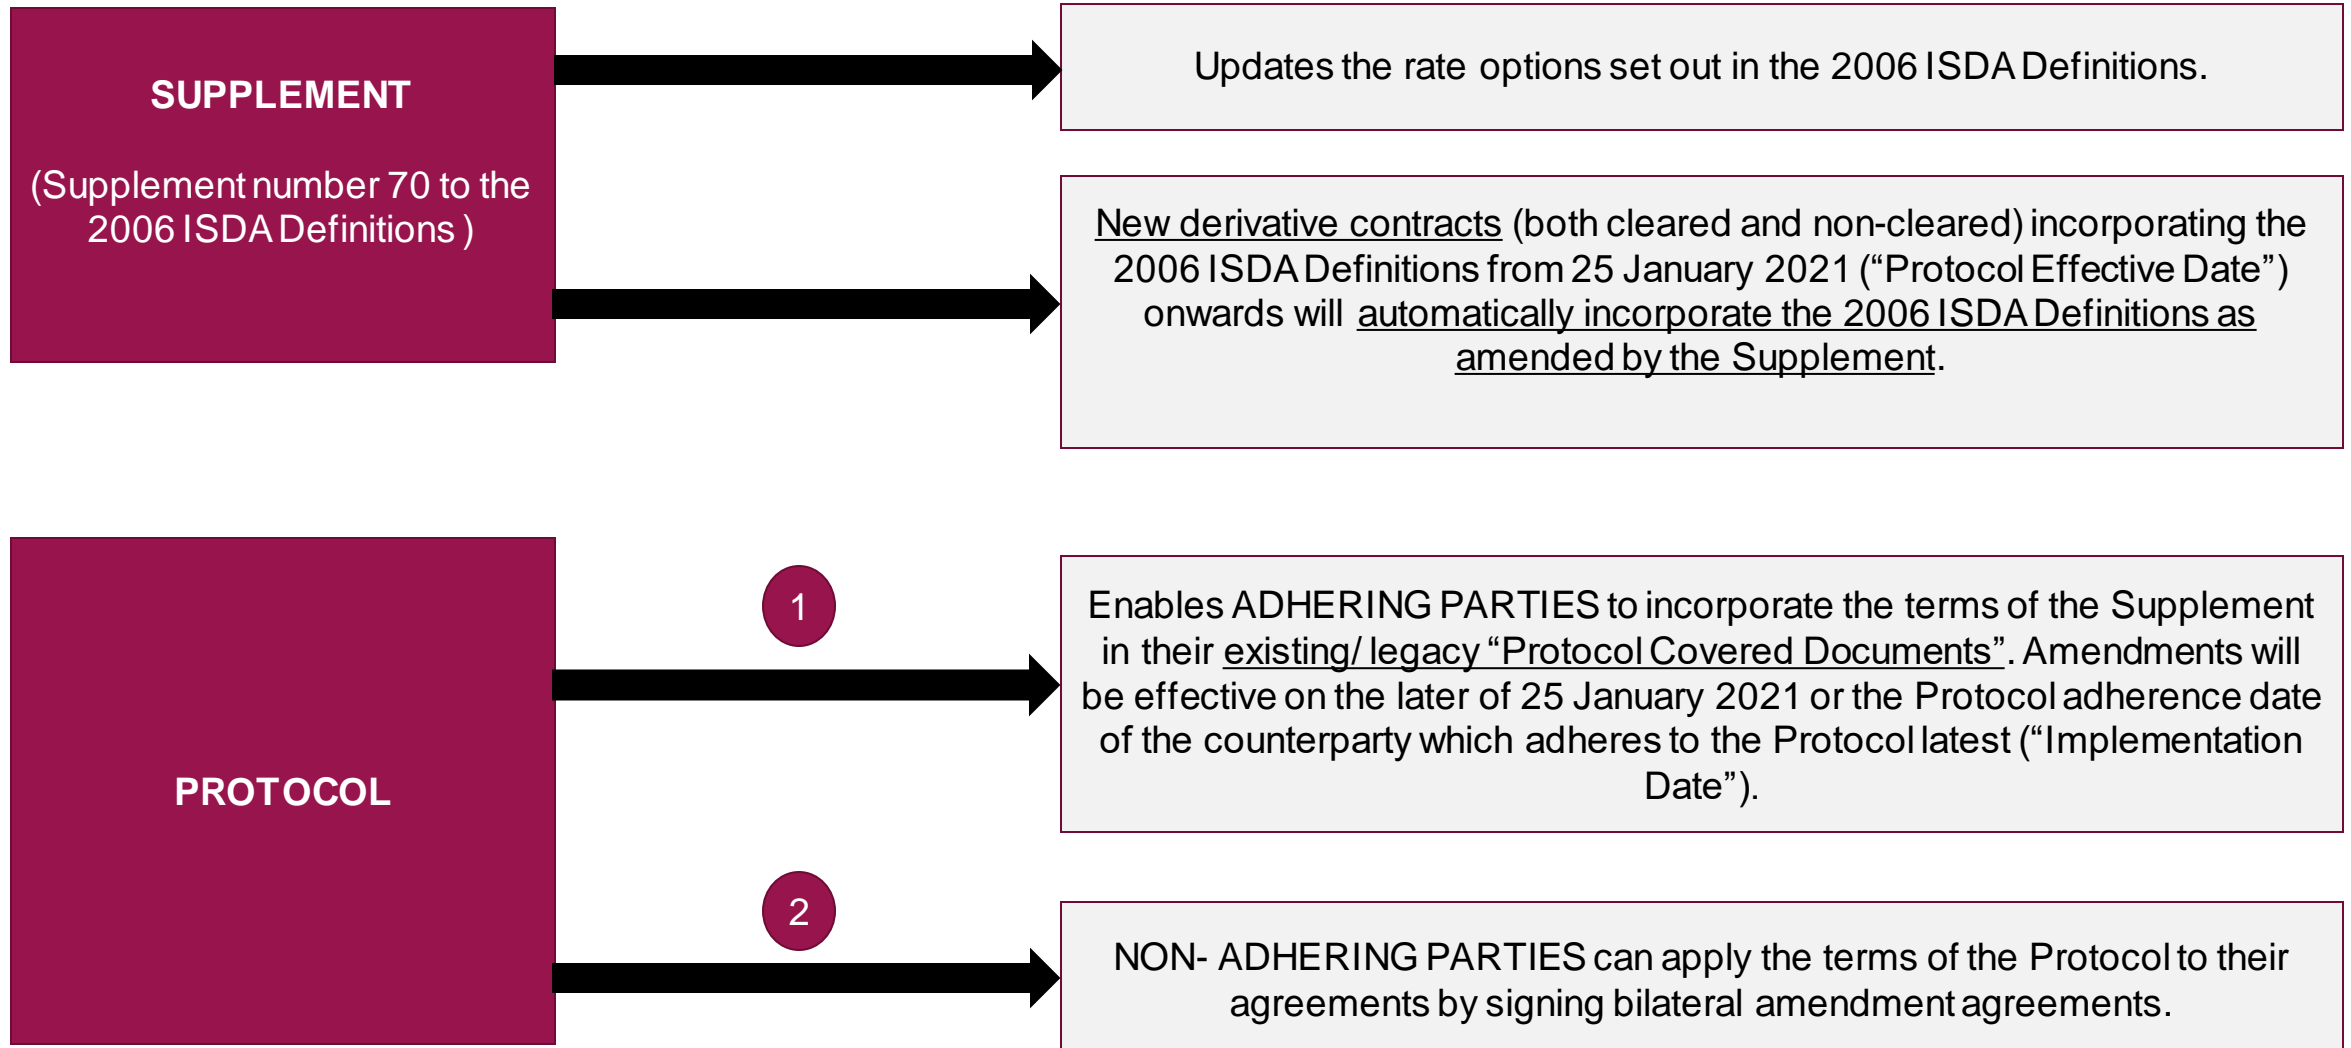 SUPPLEMENT
(Supplement number 70 to the
2006 ISDA Definitions )
Updates the rate options set out in the 2006 ISDA Definitions.
New derivative contracts (both cleared and non-cleared) incorporating the
2006 ISDA Definitions from 25 January 2021 (“Protocol Effective Date”)
onwards will automatically incorporate the 2006 ISDA Definitions as
amended by the Supplement.
PROTOCOL
1
Enables ADHERING PARTIES to incorporate the terms of the Supplement
in their existing/ legacy “Protocol Covered Documents”. Amendments will
be effective on the later of 25 January 2021 or the Protocol adherence date
of the counterparty which adheres to the Protocol latest (“Implementation
Date”).
2
NON- ADHERING PARTIES can apply the terms of the Protocol to their
agreements by signing bilateral amendment agreements.